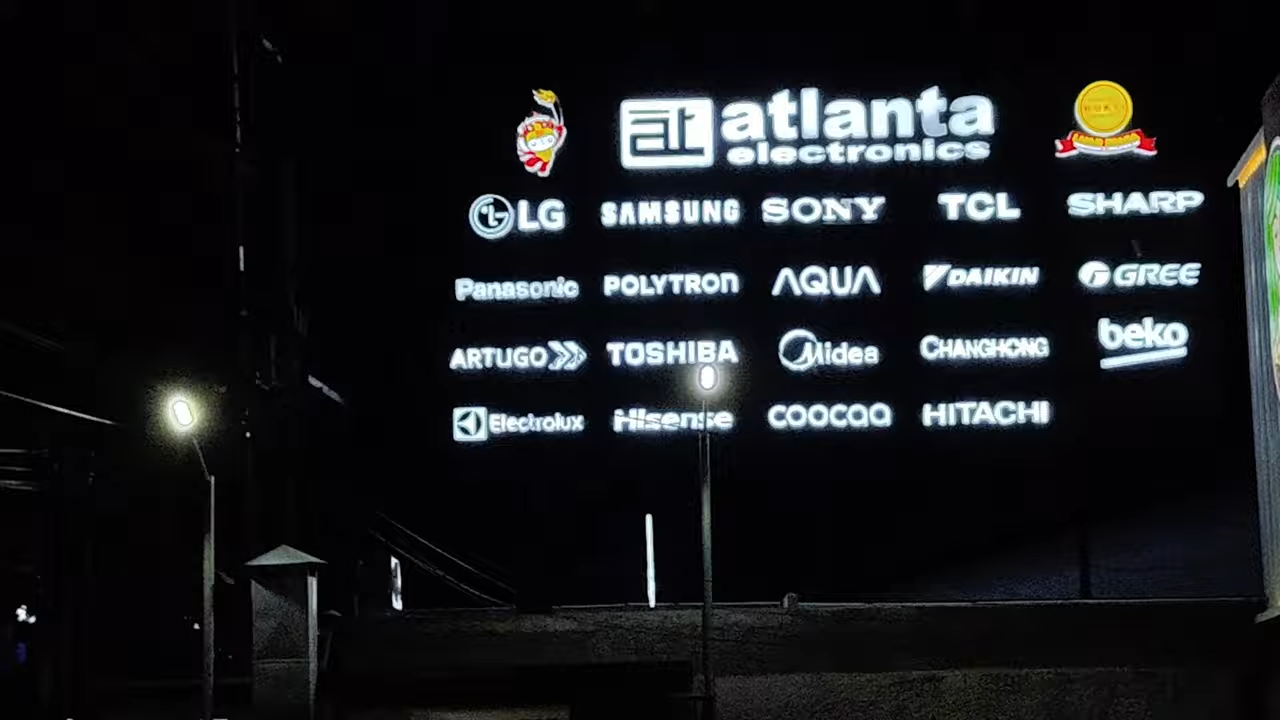 at atlanta
electronics
LG SAMSUNG SONY TCL SHARP
Panasonic POLYTRON AQUA DAIKIN GREE
ARTUGO TOSHIBA Midea CHANGHONG beko
Electrolux Hisense coocaa HITACHI